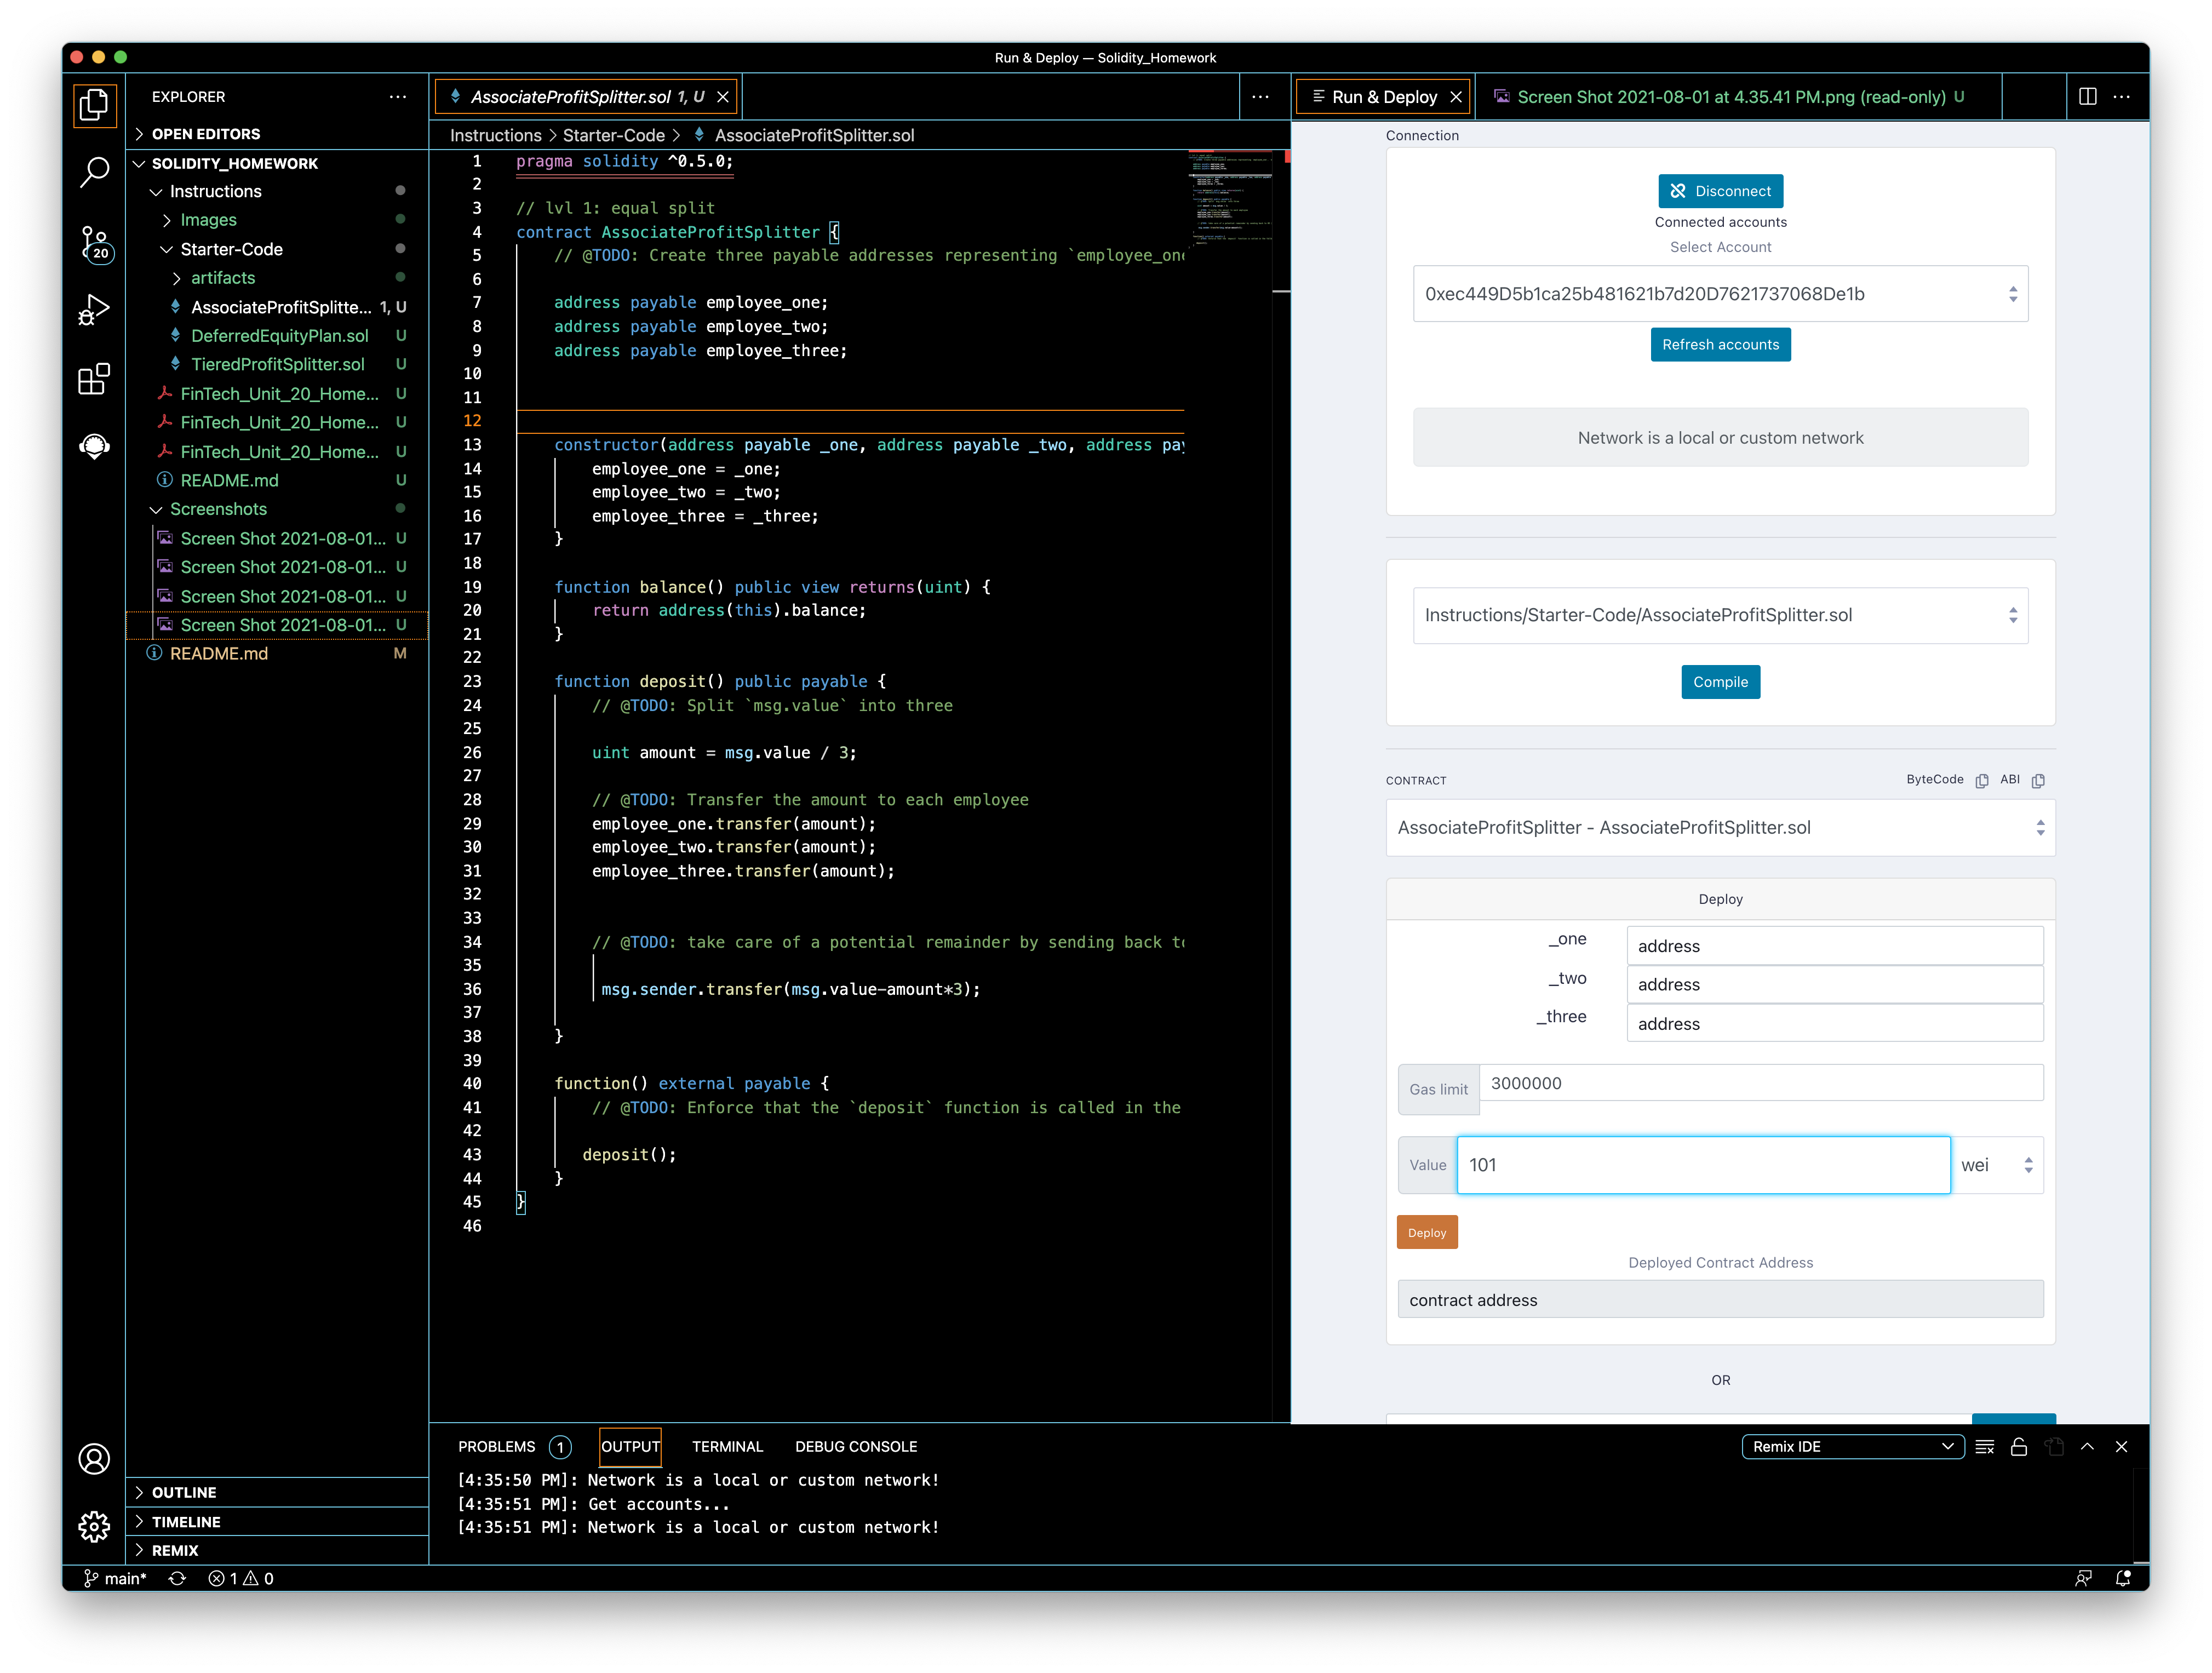 Run & Deploy — Solidity_Homework
EXPLORER
OPEN EDITORS
SOLIDITY_HOMEWORK
Instructions
Images
Starter-Code
artifacts
AssociateProfitSplitte... 1, U
DeferredEquityPlan.sol U
TieredProfitSplitter.sol U
FinTech_Unit_20_Home... U
FinTech_Unit_20_Home... U
FinTech_Unit_20_Home... U
README.md U
Screenshots
Screen Shot 2021-08-01... U
Screen Shot 2021-08-01... U
Screen Shot 2021-08-01... U
Screen Shot 2021-08-01... U
README.md M
OUTLINE
TIMELINE
REMIX
20
AssociateProfitSplitter.sol 1, U
Instructions > Starter-Code > AssociateProfitSplitter.sol
1 pragma solidity ^0.5.0;
2
3 // lvl 1: equal split
4 contract AssociateProfitSplitter {
5 // @TODO: Create three payable addresses representing `employee_one
6
7 address payable employee_one;
8 address payable employee_two;
9 address payable employee_three;
10
11
12
13 constructor(address payable _one, address payable _two, address pay
14 employee_one = _one;
15 employee_two = _two;
16 employee_three = _three;
17 }
18
19 function balance() public view returns(uint) {
20 return address(this).balance;
21 }
22
23 function deposit() public payable {
24 // @TODO: Split `msg.value` into three
25
26 uint amount = msg.value / 3;
27
28 // @TODO: Transfer the amount to each employee
29 employee_one.transfer(amount);
30 employee_two.transfer(amount);
31 employee_three.transfer(amount);
32
33
34 // @TODO: take care of a potential remainder by sending back to
35
36 msg.sender.transfer(msg.value-amount*3);
37
38 }
39
40 function() external payable {
41 // @TODO: Enforce that the `deposit` function is called in the
42
43 deposit();
44 }
45 }
46
Run & Deploy
Screen Shot 2021-08-01 at 4.35.41 PM.png (read-only) U
Connection
Disconnect
Connected accounts
Select Account
0xec449D5b1ca25b481621b7d20D7621737068De1b
Refresh accounts
Network is a local or custom network
Instructions/Starter-Code/AssociateProfitSplitter.sol
Compile
CONTRACT ByteCode ABI
AssociateProfitSplitter - AssociateProfitSplitter.sol
Deploy
_one address
_two address
_three address
Gas limit 3000000
Value 101 wei
Deploy
Deployed Contract Address
contract address
OR
PROBLEMS 1 OUTPUT TERMINAL DEBUG CONSOLE Remix IDE
[4:35:50 PM]: Network is a local or custom network!
[4:35:51 PM]: Get accounts...
[4:35:51 PM]: Network is a local or custom network!
main* 1 0